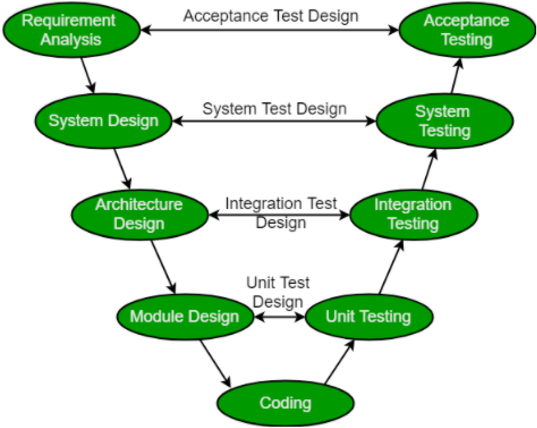 Requirement
Analysis
Acceptance Test Design
Acceptance
Testing
System Design
System Test Design
System
Testing
Architecture
Design
Integration Test
Design
Integration
Testing
Module Design
Unit Test
Design
Unit Testing
Coding